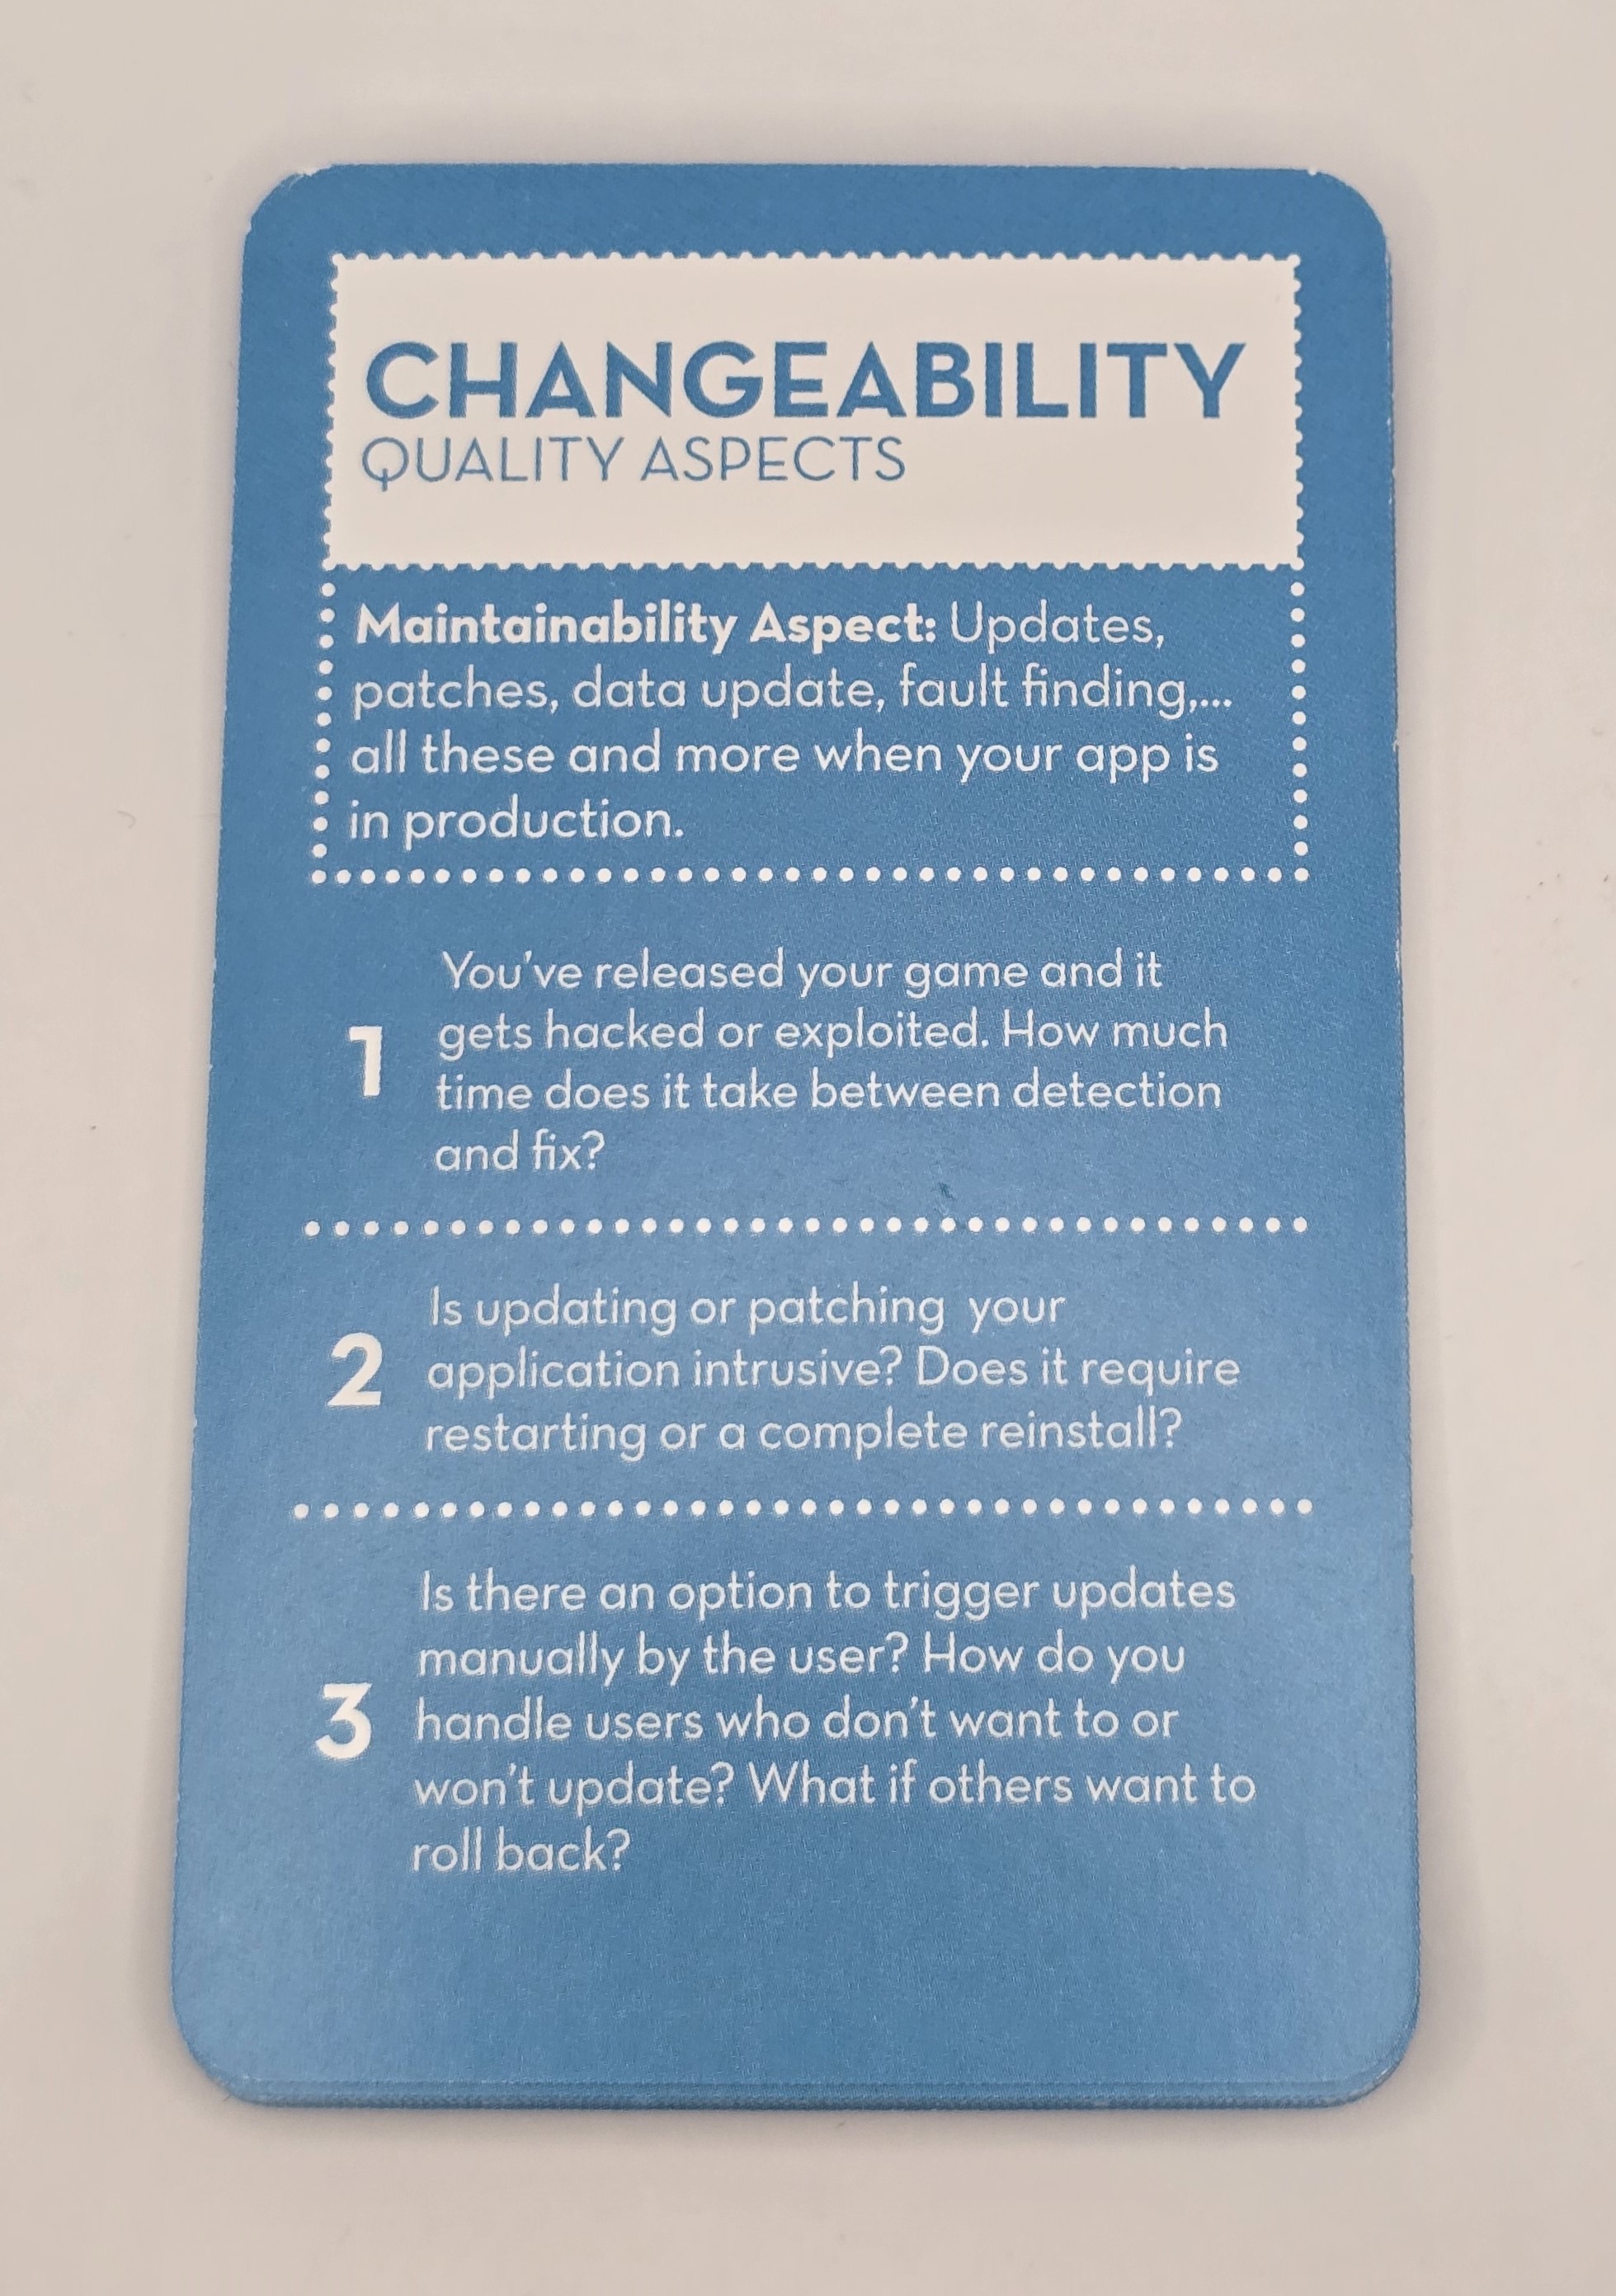 CHANGEABILITY
QUALITY ASPECTS
Maintainability Aspect: Updates,
patches, data update, fault finding,...
all these and more when your app is
in production.
1
You've released your game and it
gets hacked or exploited. How much
time does it take between detection
and fix?
2
Is updating or patching  your
application intrusive? Does it require
restarting or a complete reinstall?
3
Is there an option to trigger updates
manually by the user? How do you
handle users who don't want to or
won't update? What if others want to
roll back?